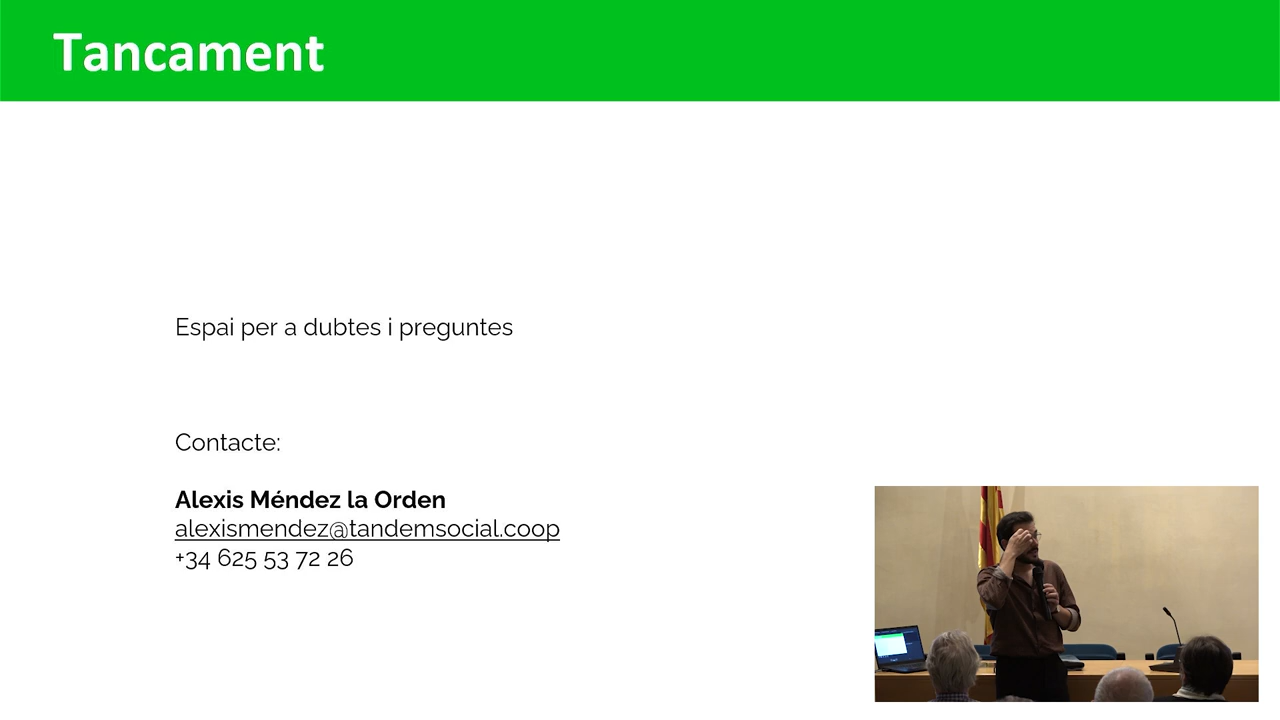 Tancament
Espai per a dubtes i preguntes
Contacte:
Alexis Méndez la Orden
alexismendez@tandemsocial.coop
+34 625 53 72 26